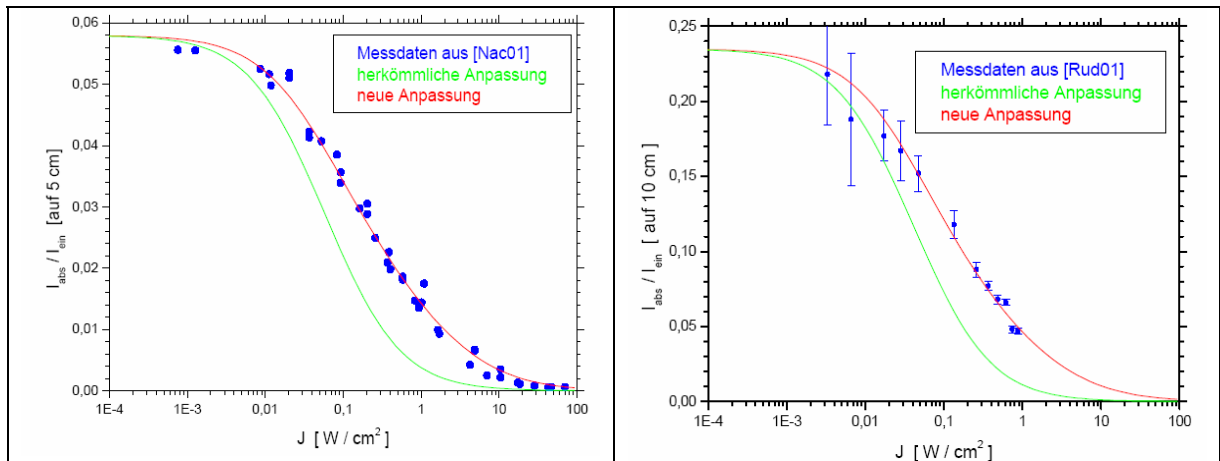 0,06
0,05
0,04
0,03
0,02
0,01
0,00
I_abs / I_ein [auf 5 cm]
Messdaten aus [Nac01]
herkömmliche Anpassung
neue Anpassung
1E-4
1E-3
0,01
0,1
1
10
100
J [ W / cm² ]
0,25
0,20
0,15
0,10
0,05
0,00
I_abs / I_ein [ auf 10 cm ]
Messdaten aus [Rud01]
herkömmliche Anpassung
neue Anpassung
1E-4
1E-3
0,01
0,1
1
10
100
J [ W / cm² ]